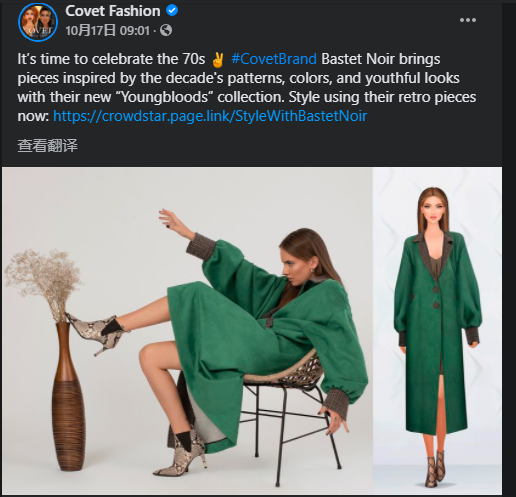 Covet Fashion
10月17日 09:01 ·
It's time to celebrate the 70s ✌ #CovetBrand Bastet Noir brings
pieces inspired by the decade's patterns, colors, and youthful looks
with their new “Youngbloods” collection. Style using their retro pieces
now: https://crowdstar.page.link/StyleWithBastetNoir
查看翻译